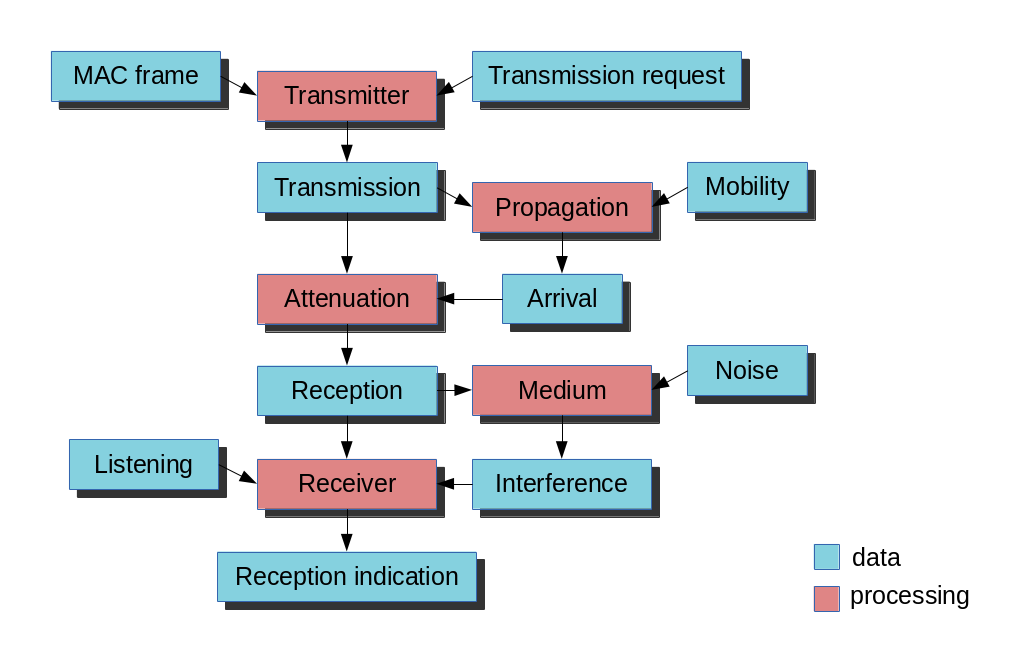 MAC frame
Transmission request
Transmitter
Transmission
Mobility
Propagation
Attenuation
Arrival
Noise
Reception
Medium
Listening
Receiver
Interference
Reception indication
data
processing